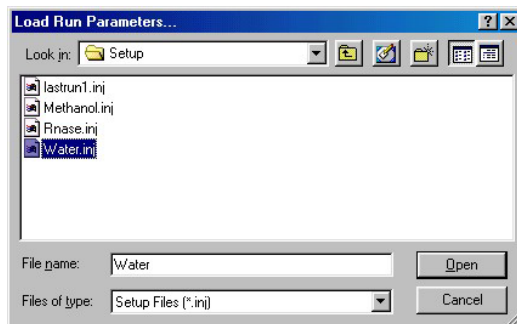 Load Run Parameters...
Look in: Setup
lastrun1.inj
Methanol.inj
Rnase.inj
Water.inj
File name: Water Open
Files of type: Setup Files (*.inj) Cancel